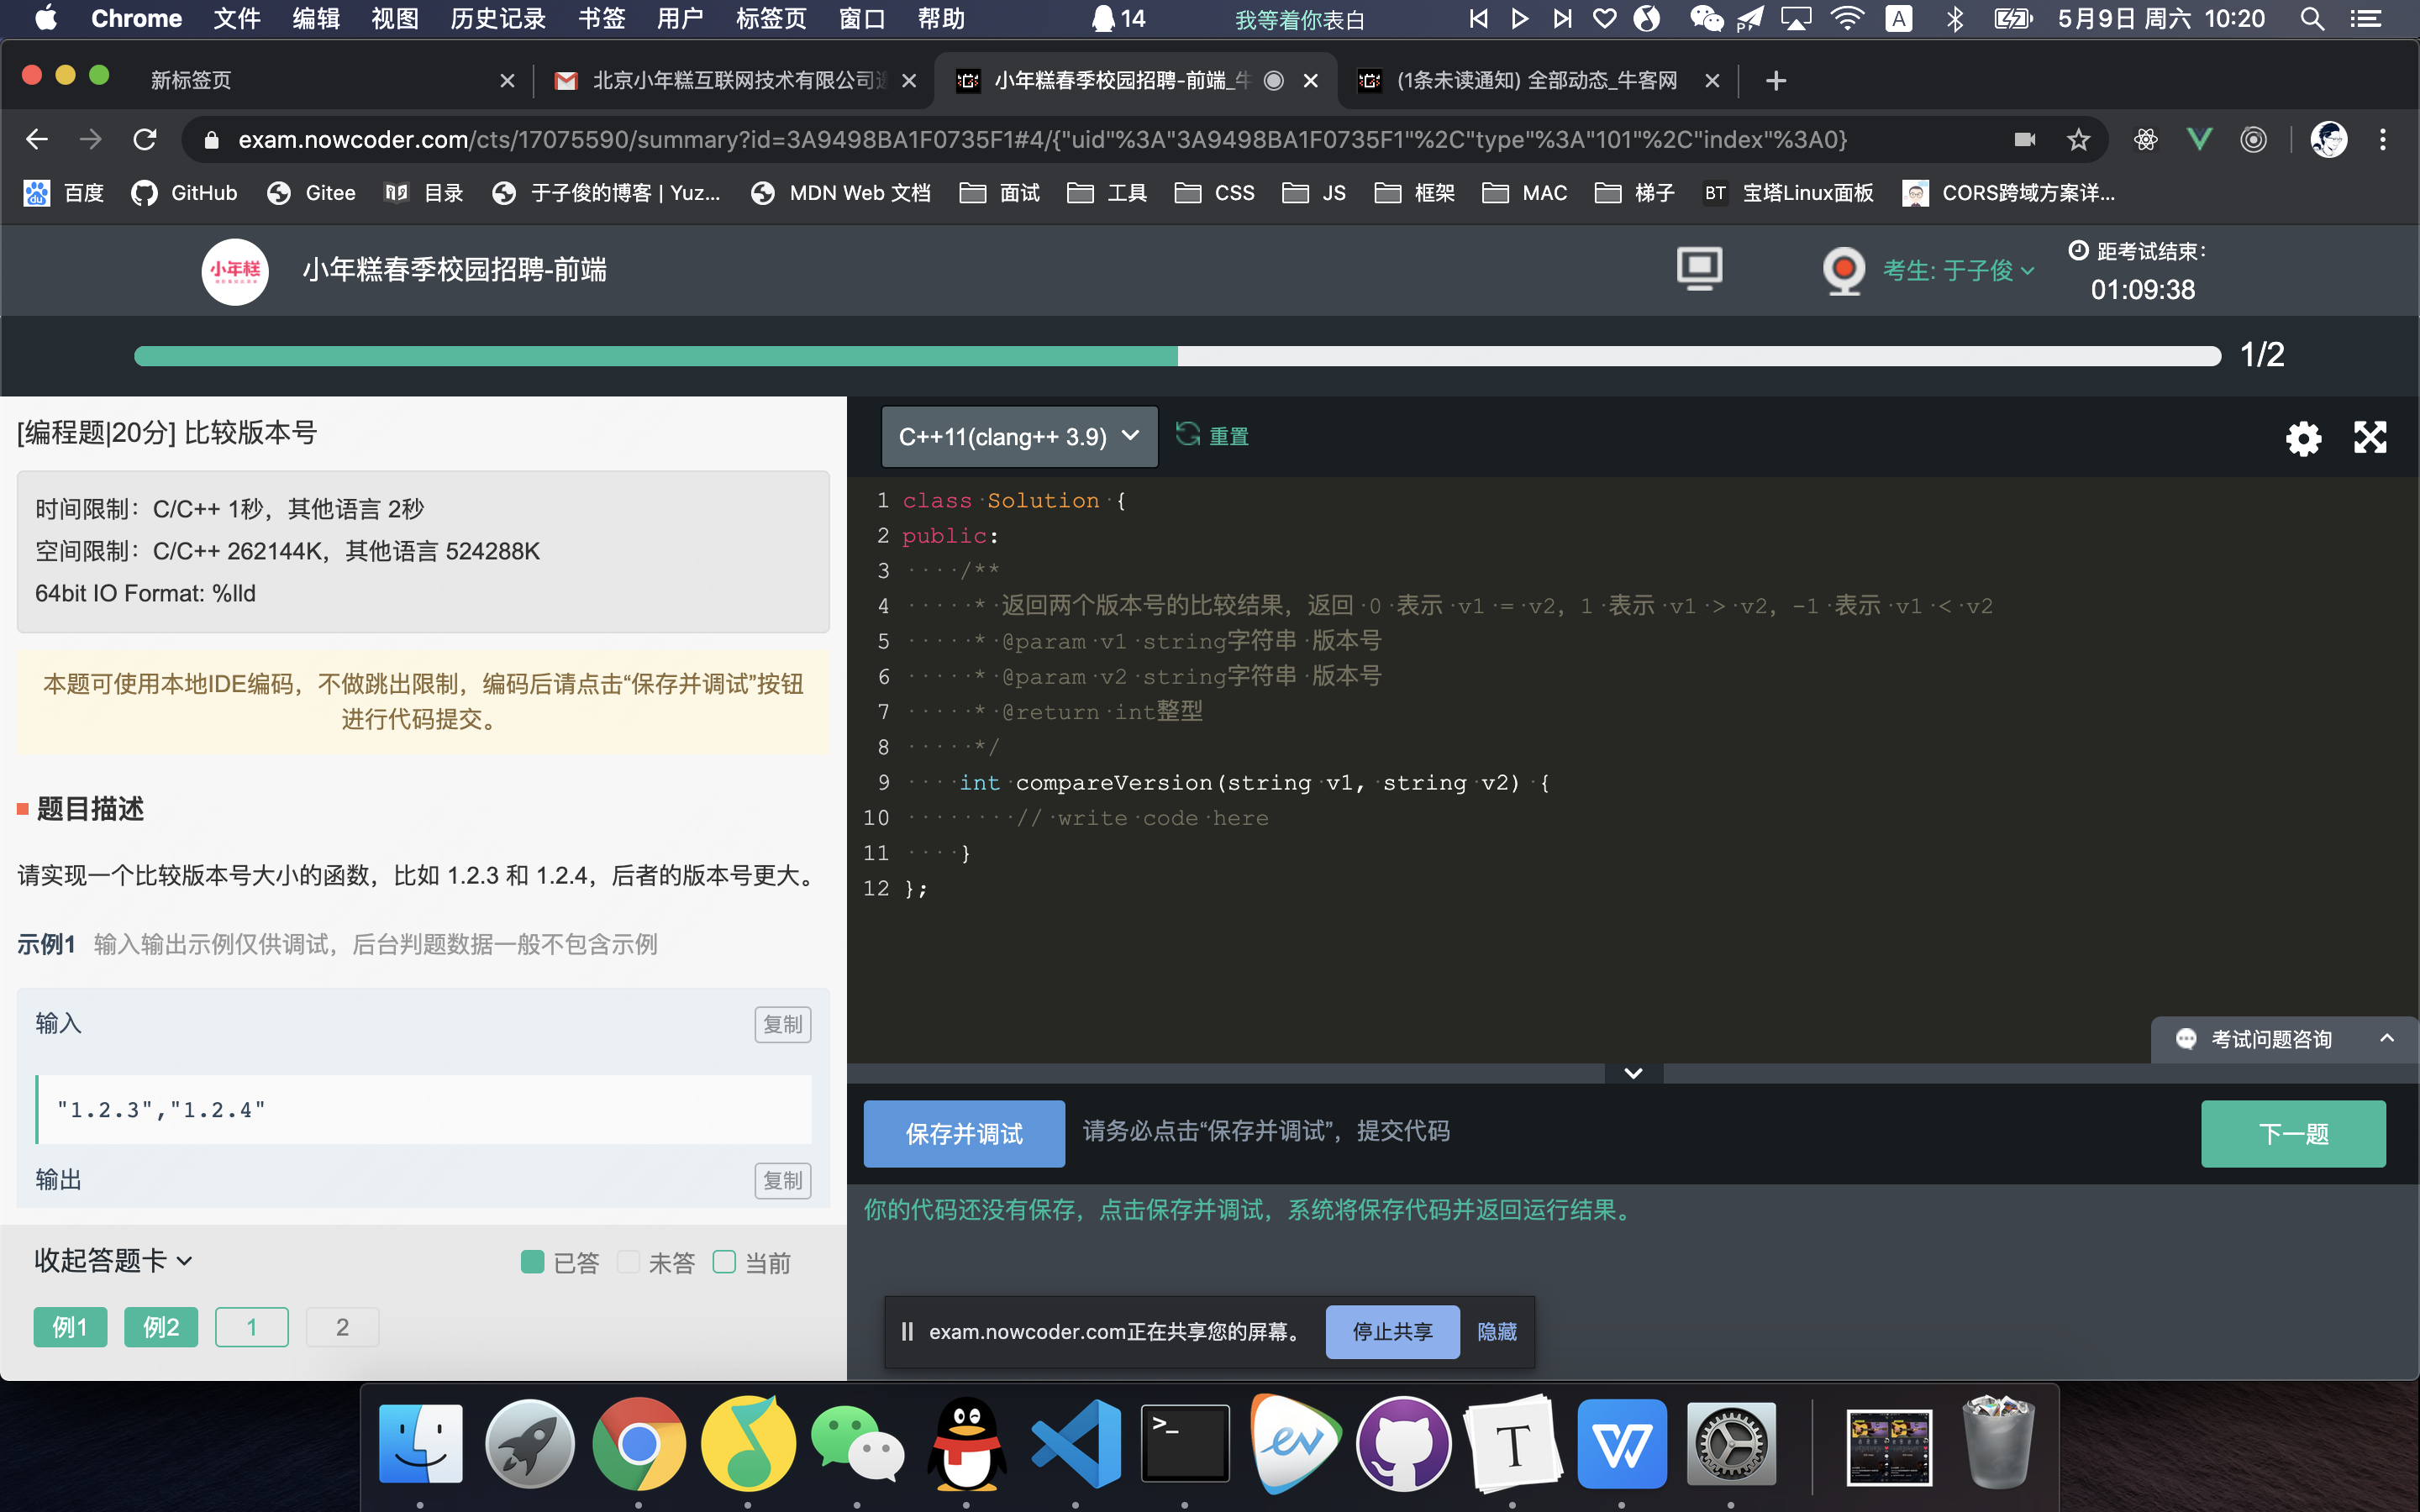 Chrome 文件 编辑 视图 历史记录 书签 用户 标签页 窗口 帮助 14 我等着你表白 A 5月9日 周六 10:20
新标签页 北京小年糕互联网技术有限公司 小年糕春季校园招聘-前端_牛 (1条未读通知) 全部动态_牛客网
exam.nowcoder.com/cts/17075590/summary?id=3A9498BA1F0735F1#4/{"uid"%3A"3A9498BA1F0735F1"%2C"type"%3A"101"%2C"index"%3A0}
百度 GitHub Gitee 目录 于子俊的博客 | Yuz... MDN Web 文档 面试 工具 CSS JS 框架 MAC 梯子 BT 宝塔Linux面板 CORS跨域方案详...
小年糕 小年糕春季校园招聘-前端 考生: 于子俊 距考试结束:
01:09:38
1/2
[编程题|20分] 比较版本号
时间限制：C/C++ 1秒，其他语言 2秒
空间限制：C/C++ 262144K，其他语言 524288K
64bit IO Format: %lld
本题可使用本地IDE编码，不做跳出限制，编码后请点击“保存并调试”按钮
进行代码提交。
题目描述
请实现一个比较版本号大小的函数，比如 1.2.3 和 1.2.4，后者的版本号更大。
示例1 输入输出示例仅供调试，后台判题数据一般不包含示例
输入 复制
"1.2.3","1.2.4"
输出 复制
收起答题卡 已答 未答 当前
例1 例2 1 2
C++11(clang++ 3.9) 重置
1 class Solution {
2 public:
3 /**
4 * 返回两个版本号的比较结果，返回 0 表示 v1 = v2, 1 表示 v1 > v2, -1 表示 v1 < v2
5 * @param v1 string字符串 版本号
6 * @param v2 string字符串 版本号
7 * @return int整型
8 */
9 int compareVersion(string v1, string v2) {
10 // write code here
11 }
12 };
考试问题咨询
保存并调试 请务必点击“保存并调试”，提交代码 下一题
你的代码还没有保存，点击保存并调试，系统将保存代码并返回运行结果。
exam.nowcoder.com正在共享您的屏幕。 停止共享 隐藏